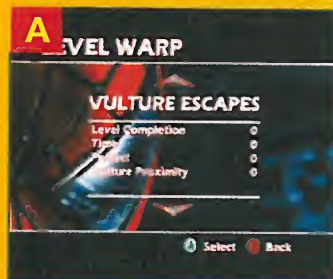 A
EVEL WARP
VULTURE ESCAPES
Level Completion 0
0
0
Proximity 0
A Select Back